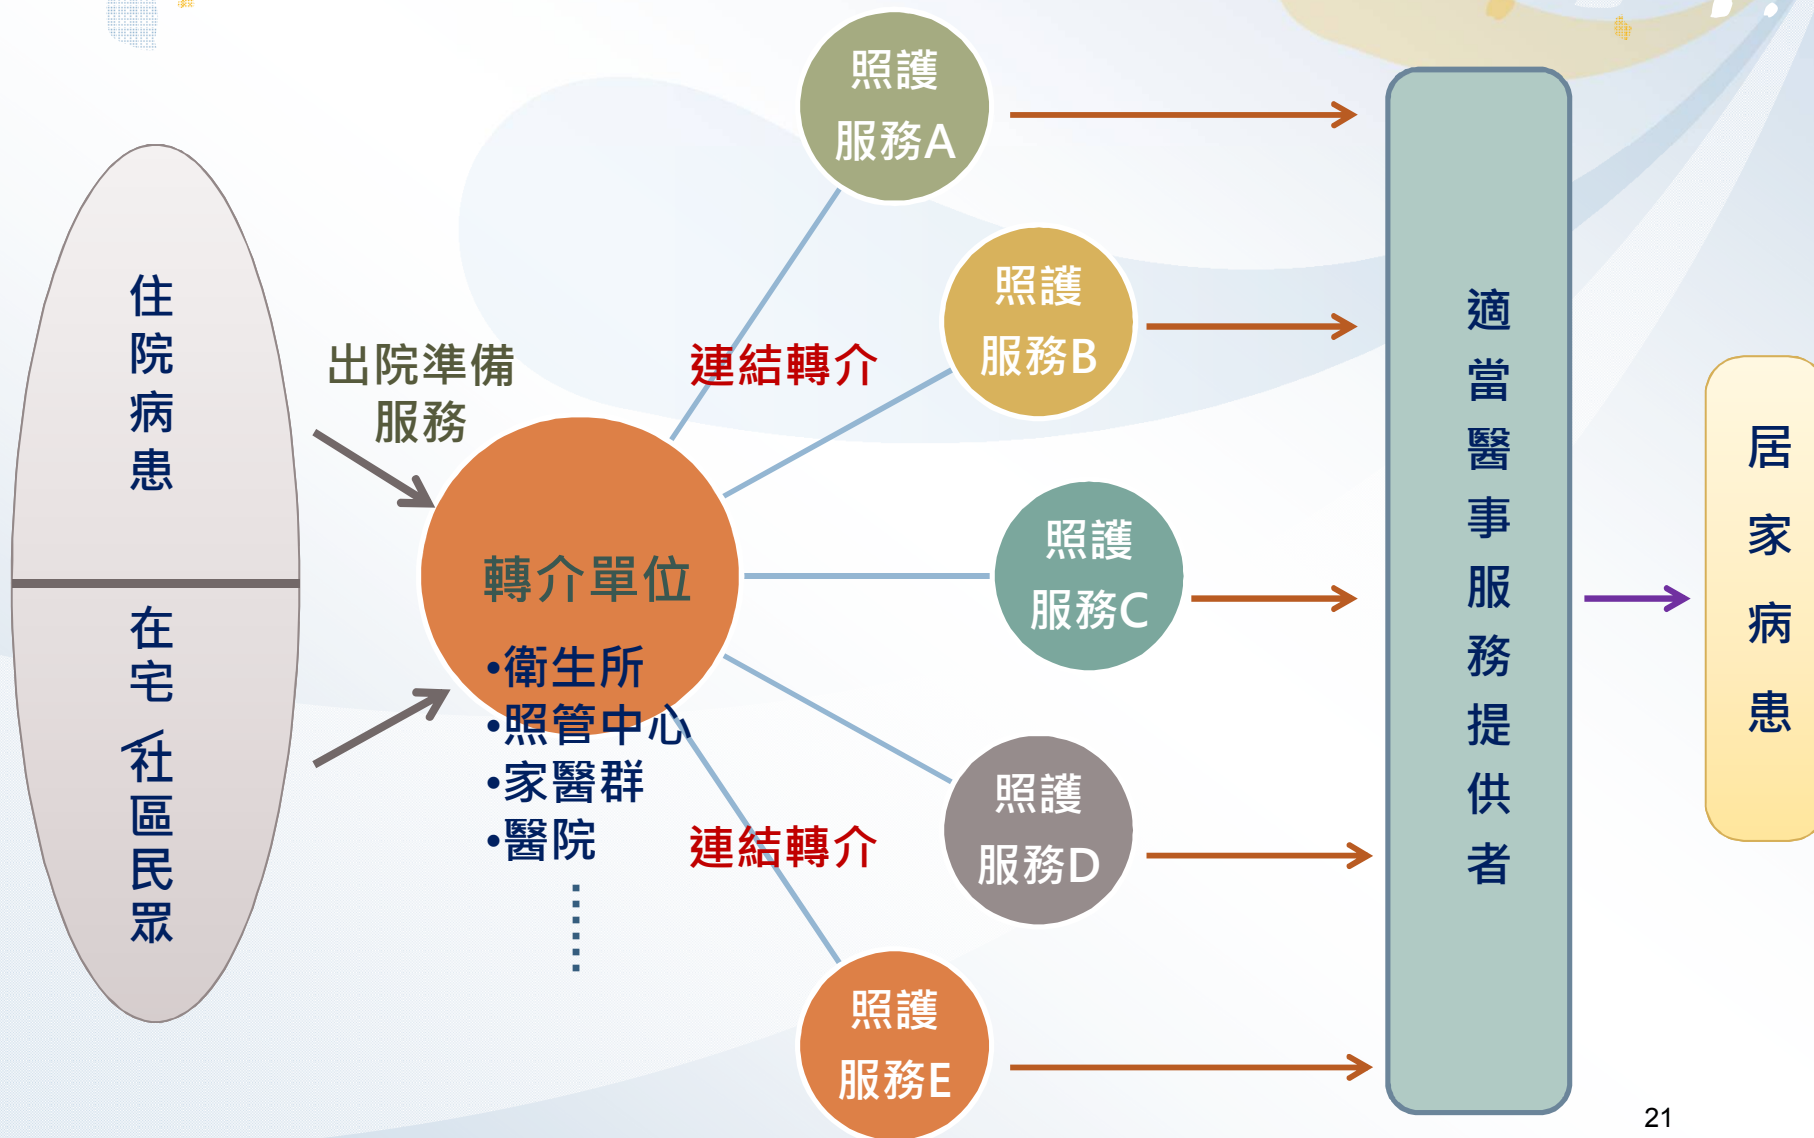 住院病患
在宅/社區民眾
出院準備
服務
轉介單位
•衛生所
•照管中心
•家醫群
•醫院
……
連結轉介
連結轉介
照護
服務A
照護
服務B
照護
服務C
照護
服務D
照護
服務E
適當醫事服務提供者
居家病患
21